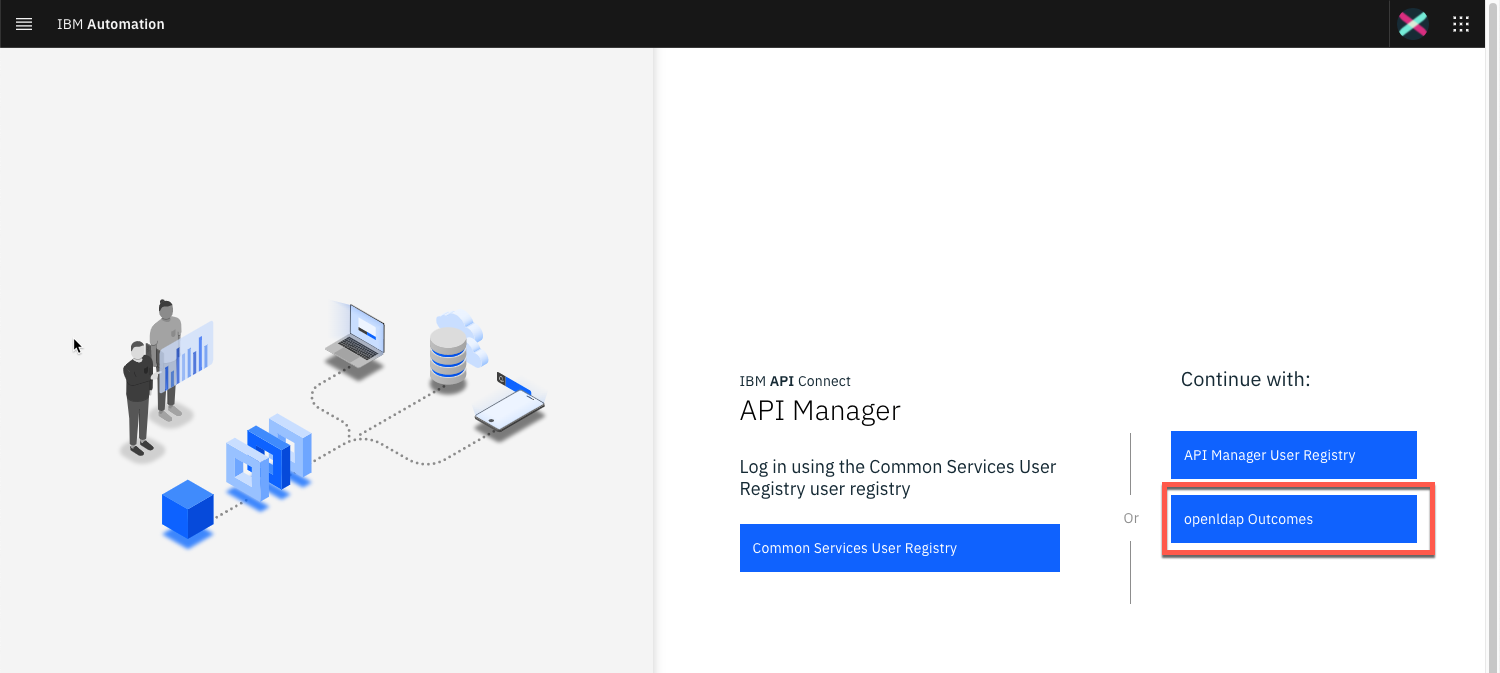 IBM Automation
IBM API Connect
API Manager
Log in using the Common Services User
Registry user registry
Common Services User Registry
Or
Continue with:
API Manager User Registry
openldap Outcomes